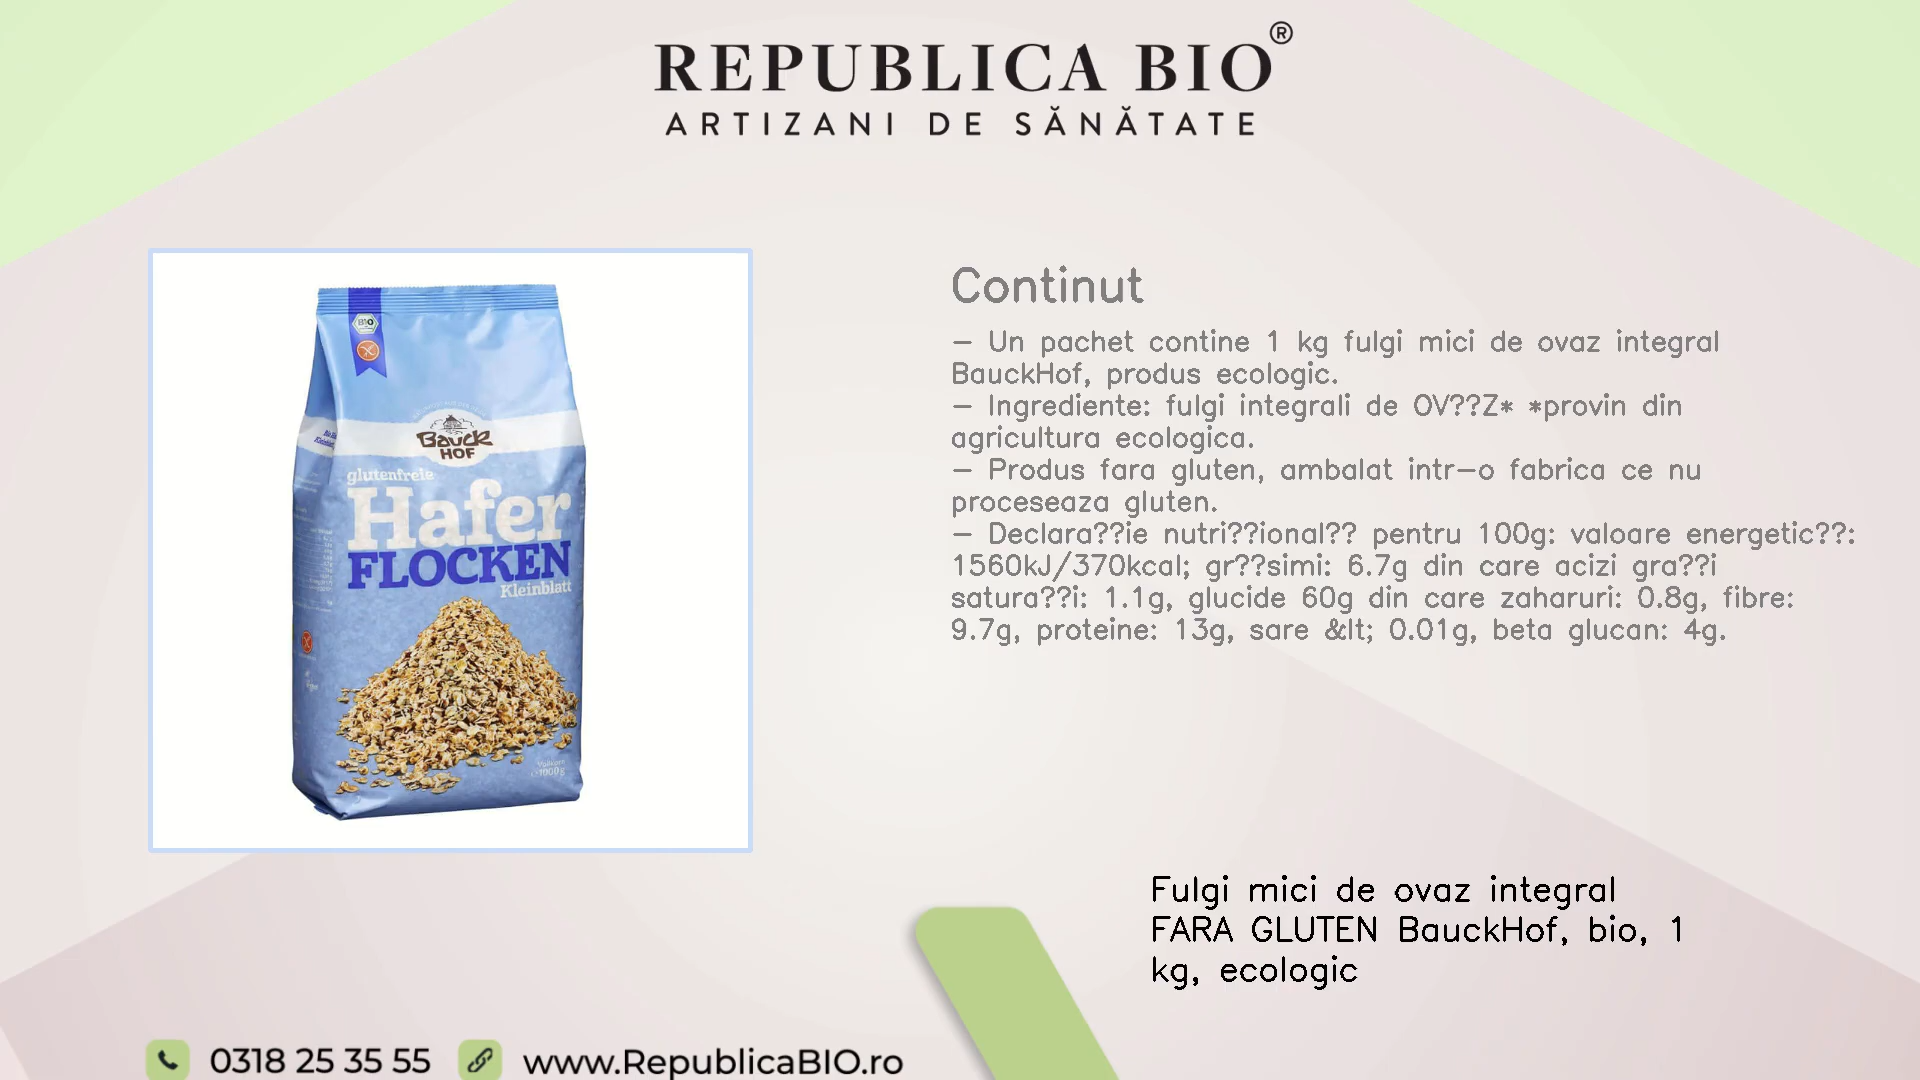 REPUBLICA BIO®
ARTIZANI DE SĂNĂTATE
BIO
Bauck
HOF
glutenfreie
Hafer
FLOCKEN
Kleinblatt
Vollkorn
1000g
Continut
– Un pachet contine 1 kg fulgi mici de ovaz integral
BauckHof, produs ecologic.
– Ingrediente: fulgi integrali de OV??Z* *provin din
agricultura ecologica.
– Produs fara gluten, ambalat intr–o fabrica ce nu
proceseaza gluten.
– Declara??ie nutri??ional?? pentru 100g: valoare energetic??:
1560kJ/370kcal; gr??simi: 6.7g din care acizi gra??i
satura??i: 1.1g, glucide 60g din care zaharuri: 0.8g, fibre:
9.7g, proteine: 13g, sare &lt; 0.01g, beta glucan: 4g.
Fulgi mici de ovaz integral
FARA GLUTEN BauckHof, bio, 1
kg, ecologic
0318 25 35 55
www.RepublicaBIO.ro